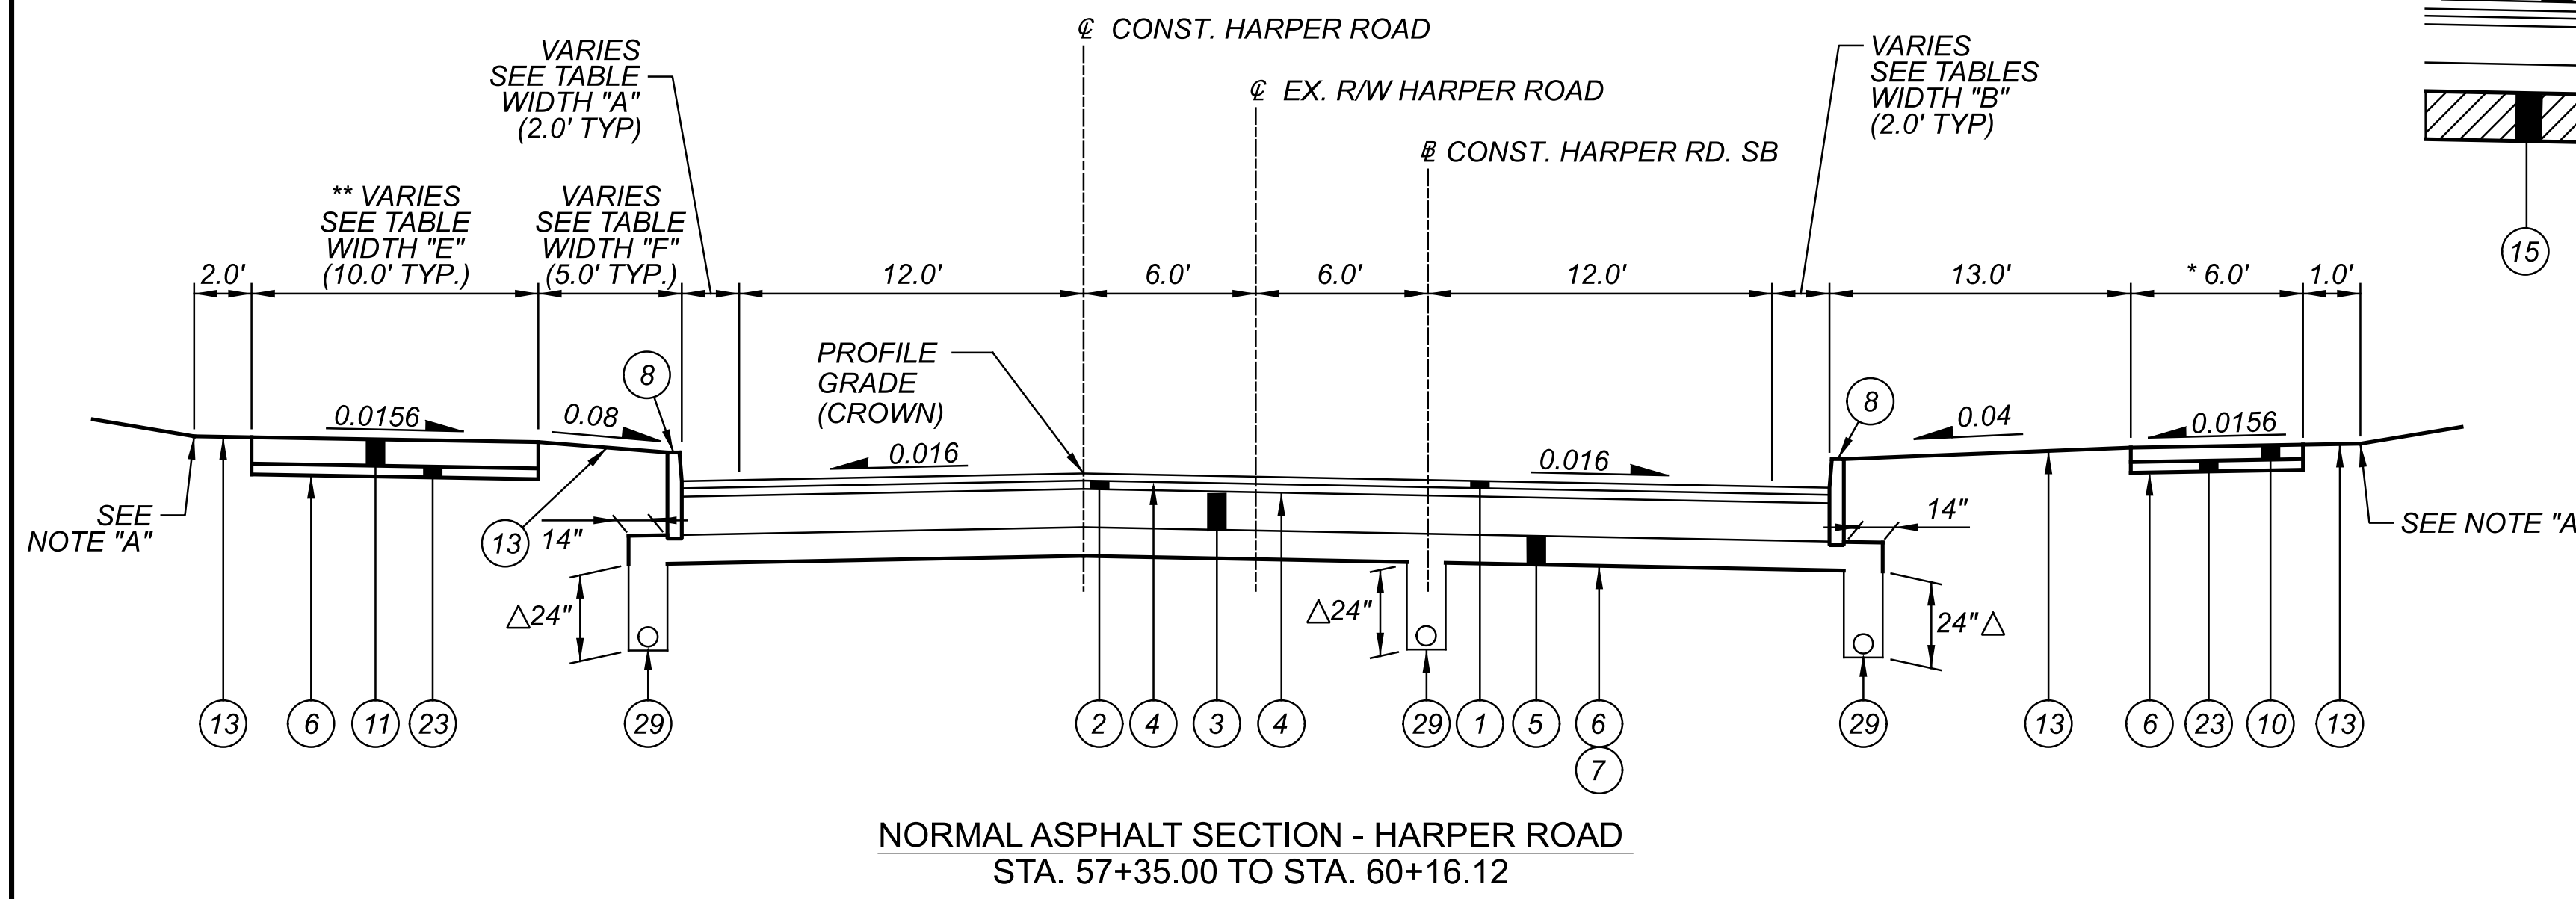 ℄ CONST. HARPER ROAD
VARIES
SEE TABLE
WIDTH "A"
(2.0' TYP)
VARIES
SEE TABLES
WIDTH "B"
(2.0' TYP)
℄ EX. R/W HARPER ROAD
CONST. HARPER RD. SB
** VARIES
SEE TABLE
WIDTH "E"
(10.0' TYP.)
VARIES
SEE TABLE
WIDTH "F"
(5.0' TYP.)
15
2.0'
12.0'
6.0'
6.0'
12.0'
13.0'
* 6.0'
1.0'
PROFILE
GRADE
(CROWN)
8
8
0.0156
0.08
0.016
0.016
0.04
0.0156
SEE
NOTE "A"
13
14"
14"
SEE NOTE "A
△24"
△24"
24"△
13
6
11
23
29
2
4
3
4
29
1
5
6
7
29
13
6
23
10
13
NORMAL ASPHALT SECTION - HARPER ROAD
STA. 57+35.00 TO STA. 60+16.12